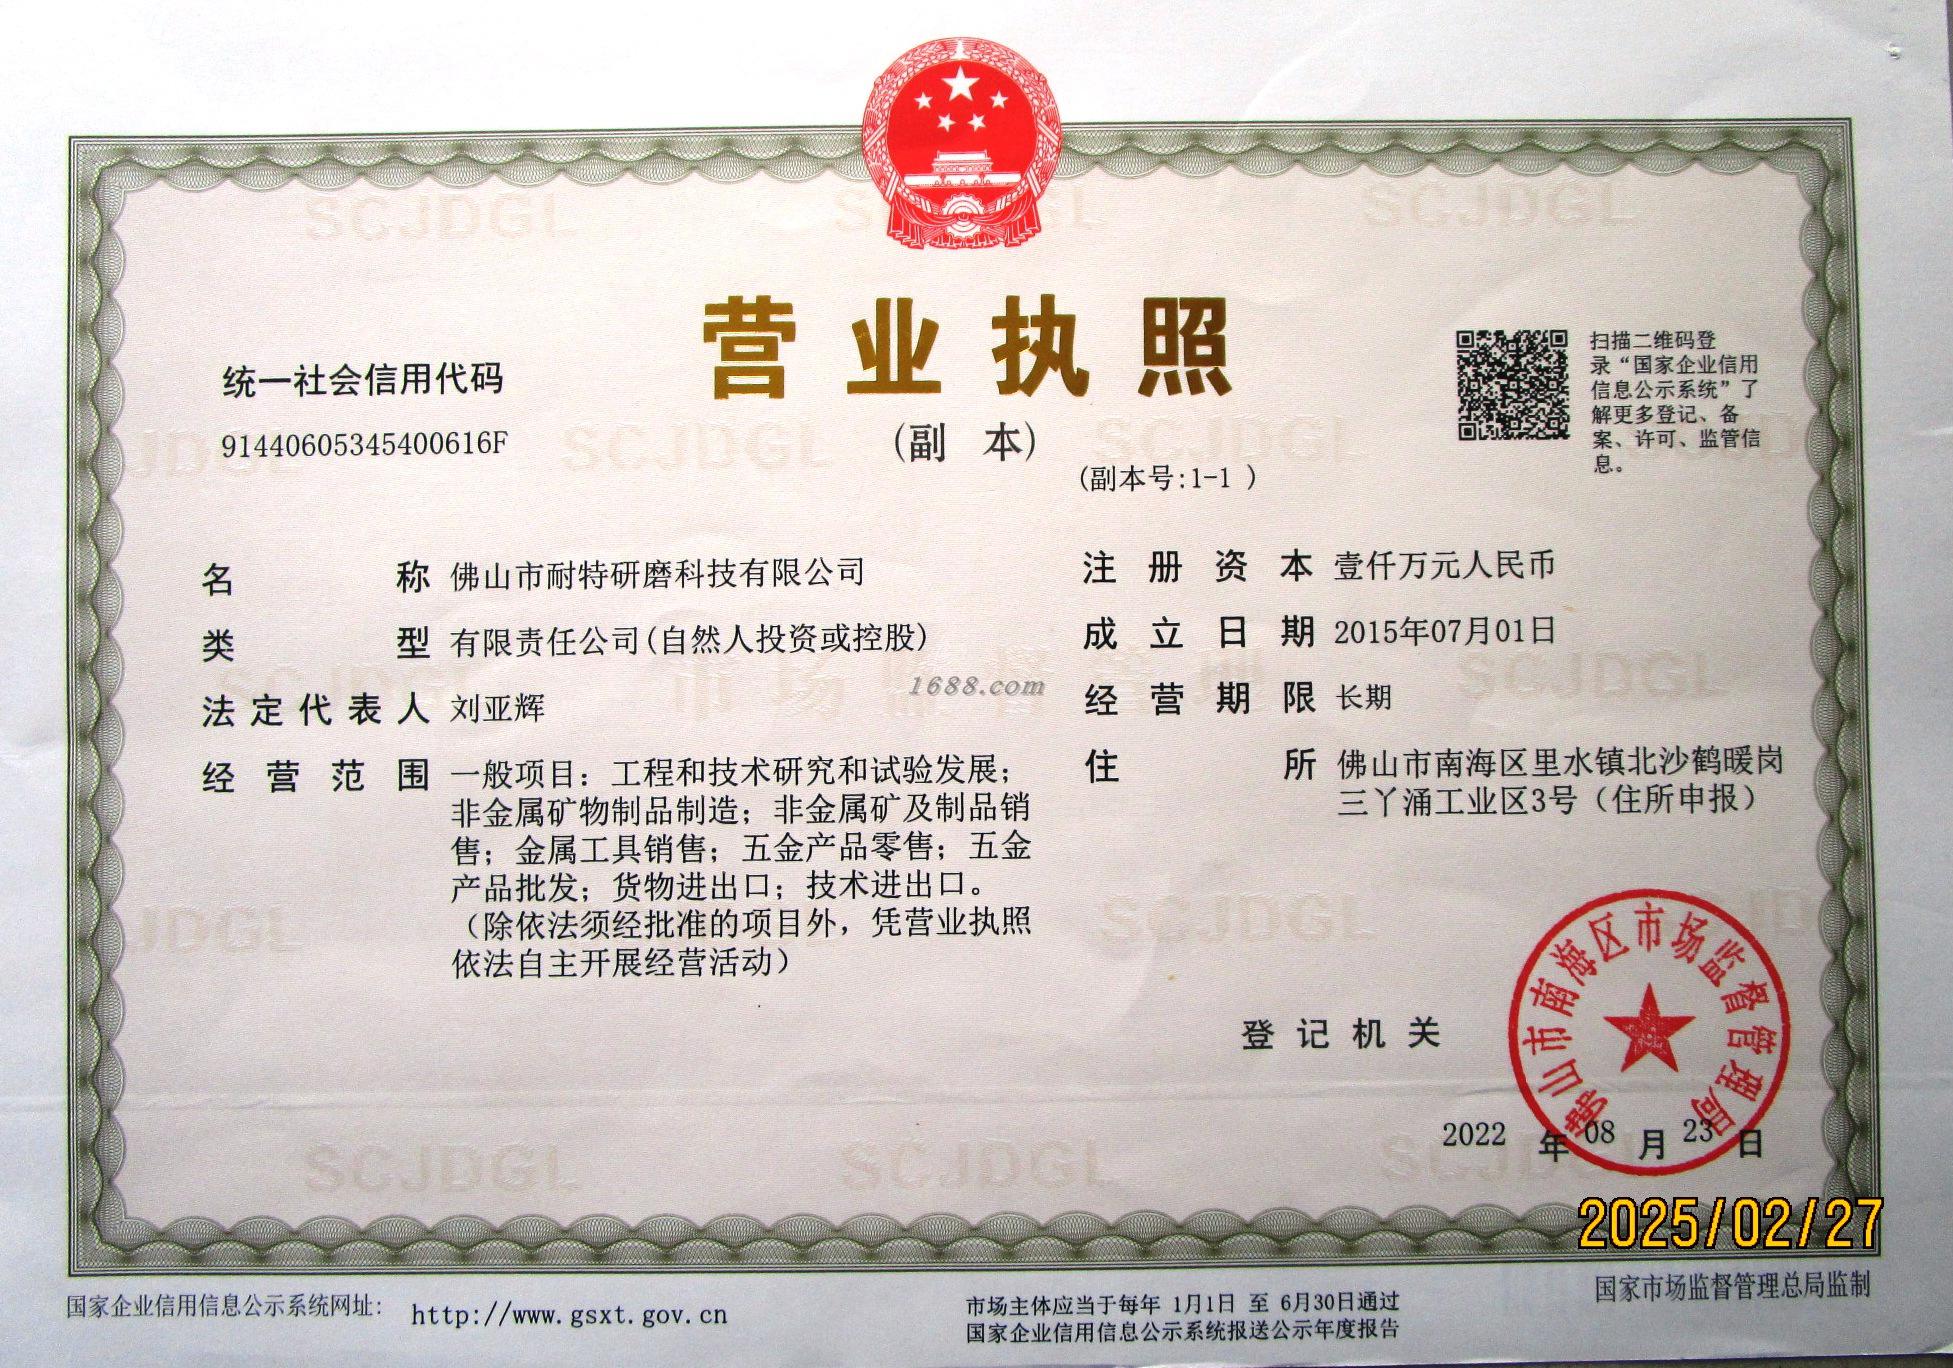 营业执照
(副 本)
(副本号:1-1 )
统一社会信用代码
91440605345400616F
扫描二维码登
录“国家企业信用
信息公示系统”了
解更多登记、备
案、许可、监管信
息。
名 称 佛山市耐特研磨科技有限公司
类 型 有限责任公司(自然人投资或控股)
法定代表人 刘亚辉
经营范围 一般项目：工程和技术研究和试验发展；
非金属矿物制品制造；非金属矿及制品销
售；金属工具销售；五金产品零售；五金
产品批发；货物进出口；技术进出口。
（除依法须经批准的项目外，凭营业执照
依法自主开展经营活动）
注册资本 壹仟万元人民币
成立日期 2015年07月01日
营业期限 长期
住 所 佛山市南海区里水镇北沙鹤暖岗
三丫涌工业区3号（住所申报）
1688.com
登记机关
佛山市南海区市场监督管理局
2022 年 08 月 23 日
2025/02/27
国家企业信用信息公示系统网址:
http://www.gsxt.gov.cn
市场主体应当于每年 1月1日 至 6月30日通过
国家企业信用信息公示系统报送公示年度报告
国家市场监督管理总局监制
SCJDGL
市场监督管理